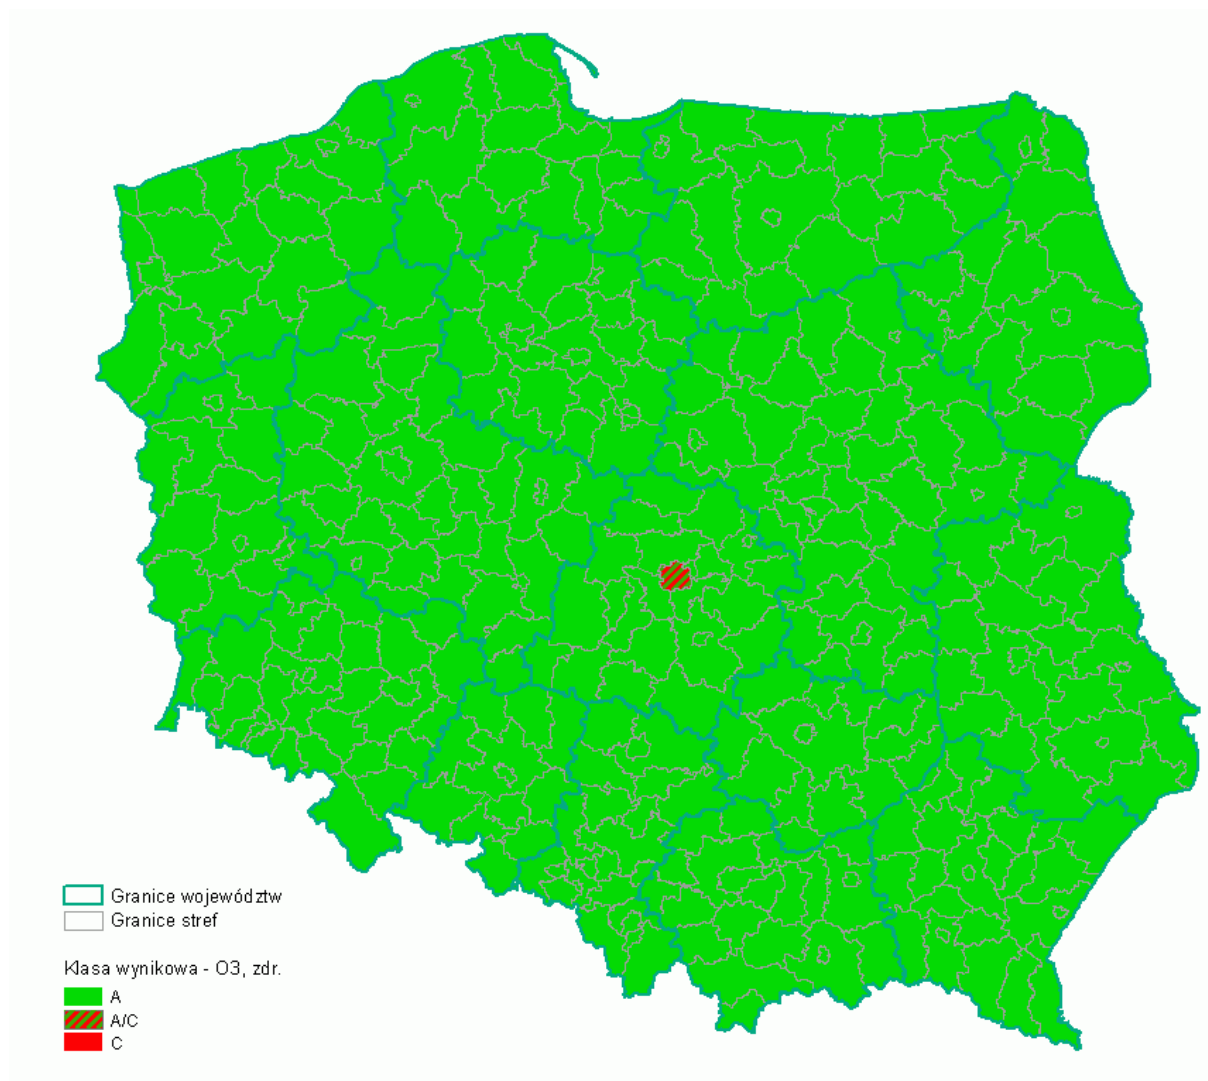 Granice województw
Granice stref
Klasa wynikowa - O3, zdr.
A
A/C
C